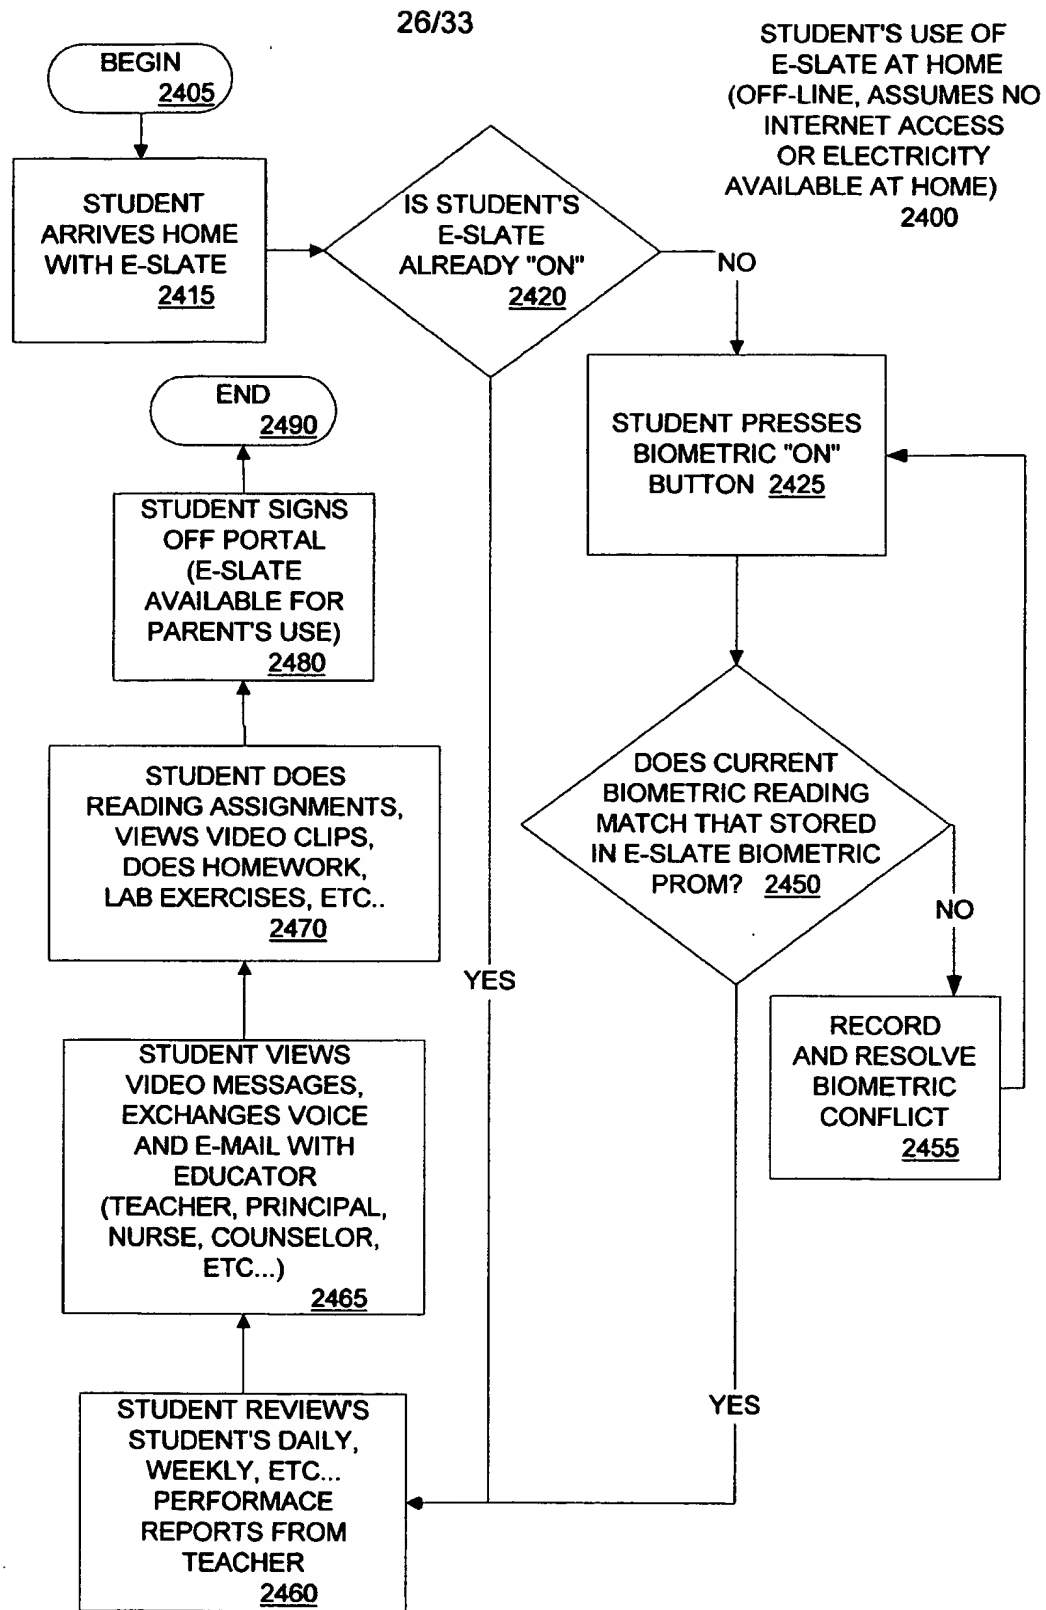 26/33
STUDENT'S USE OF
E-SLATE AT HOME
(OFF-LINE, ASSUMES NO
INTERNET ACCESS
OR ELECTRICITY
AVAILABLE AT HOME)
2400
BEGIN
2405
STUDENT
ARRIVES HOME
WITH E-SLATE
2415
IS STUDENT'S
E-SLATE
ALREADY "ON"
2420
NO
STUDENT PRESSES
BIOMETRIC "ON"
BUTTON 2425
DOES CURRENT
BIOMETRIC READING
MATCH THAT STORED
IN E-SLATE BIOMETRIC
PROM? 2450
NO
RECORD
AND RESOLVE
BIOMETRIC
CONFLICT
2455
YES
YES
STUDENT REVIEW'S
STUDENT'S DAILY,
WEEKLY, ETC...
PERFORMACE
REPORTS FROM
TEACHER
2460
STUDENT VIEWS
VIDEO MESSAGES,
EXCHANGES VOICE
AND E-MAIL WITH
EDUCATOR
(TEACHER, PRINCIPAL,
NURSE, COUNSELOR,
ETC...)
2465
STUDENT DOES
READING ASSIGNMENTS,
VIEWS VIDEO CLIPS,
DOES HOMEWORK,
LAB EXERCISES, ETC..
2470
STUDENT SIGNS
OFF PORTAL
(E-SLATE
AVAILABLE FOR
PARENT'S USE)
2480
END
2490